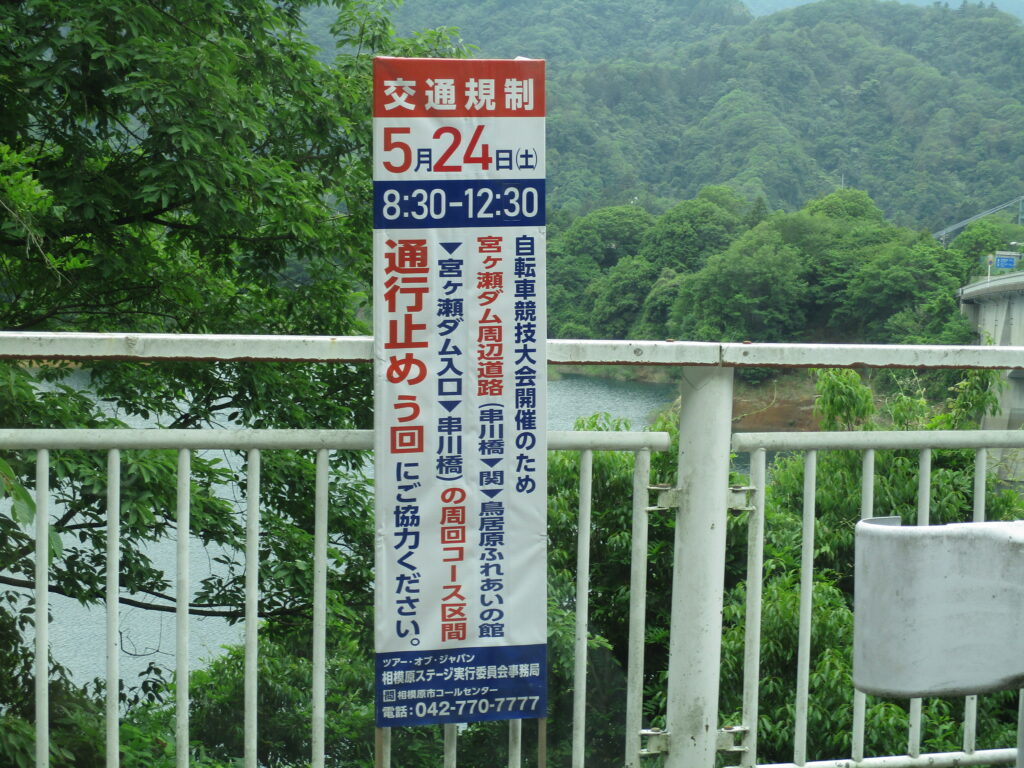 交通規制
5月24日(土)
8:30-12:30
自転車競技大会開催のため
宮ヶ瀬ダム周辺道路(串川橋▼関▼鳥居原ふれあいの館
▼宮ヶ瀬ダム入口▼串川橋)の周回コース区間
通行止めう回にご協力ください。
ツアー・オブ・ジャパン
相模原ステージ実行委員会事務局
問相模原市コールセンター
電話:042-770-7777